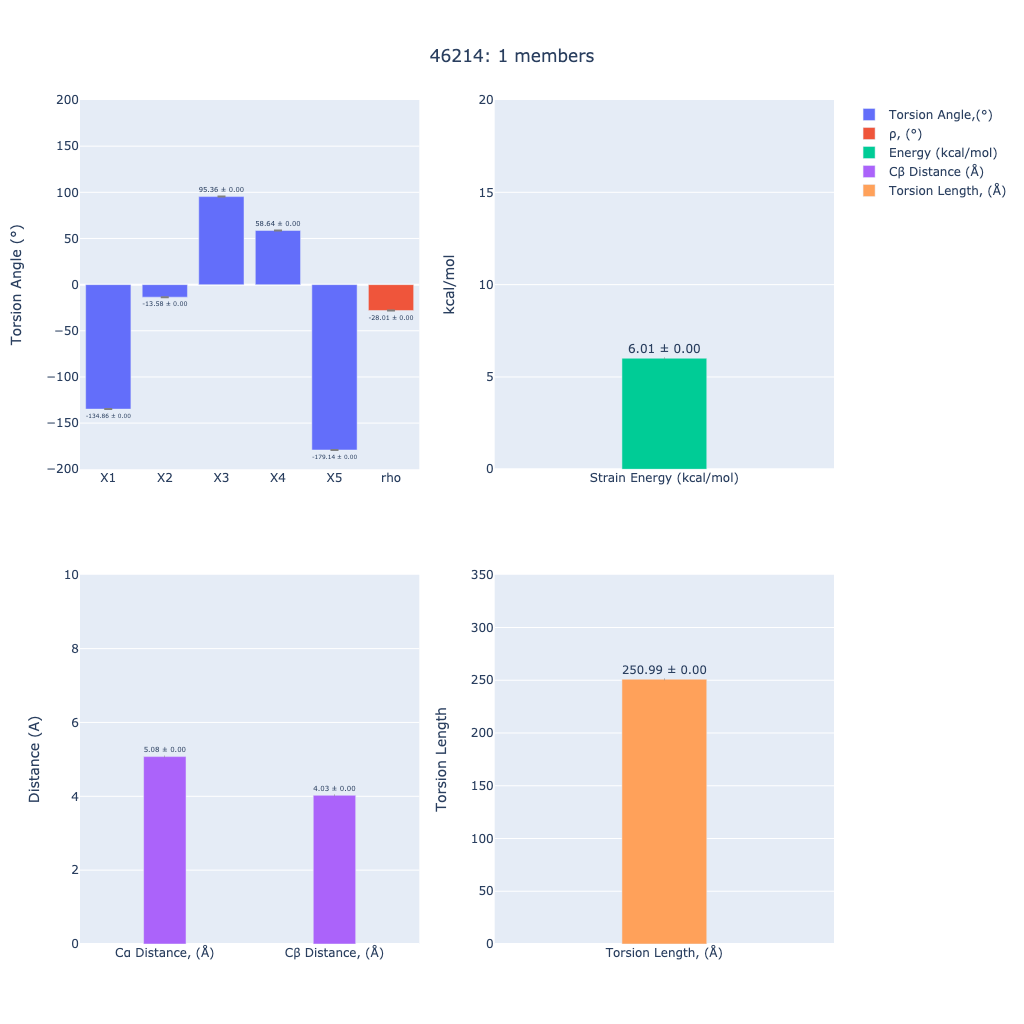 46214: 1 members
Torsion Angle (°)
200
150
100
50
0
−50
−100
−150
−200
-134.86 ± 0.00
-13.58 ± 0.00
95.36 ± 0.00
58.64 ± 0.00
-179.14 ± 0.00
-28.01 ± 0.00
X1 X2 X3 X4 X5 rho
kcal/mol
20
15
10
5
0
6.01 ± 0.00
Strain Energy (kcal/mol)
Torsion Angle,(°)
ρ, (°)
Energy (kcal/mol)
Cβ Distance (Å)
Torsion Length, (Å)
Distance (A)
10
8
6
4
2
0
5.08 ± 0.00
4.03 ± 0.00
Cα Distance, (Å) Cβ Distance, (Å)
Torsion Length
350
300
250
200
150
100
50
0
250.99 ± 0.00
Torsion Length, (Å)